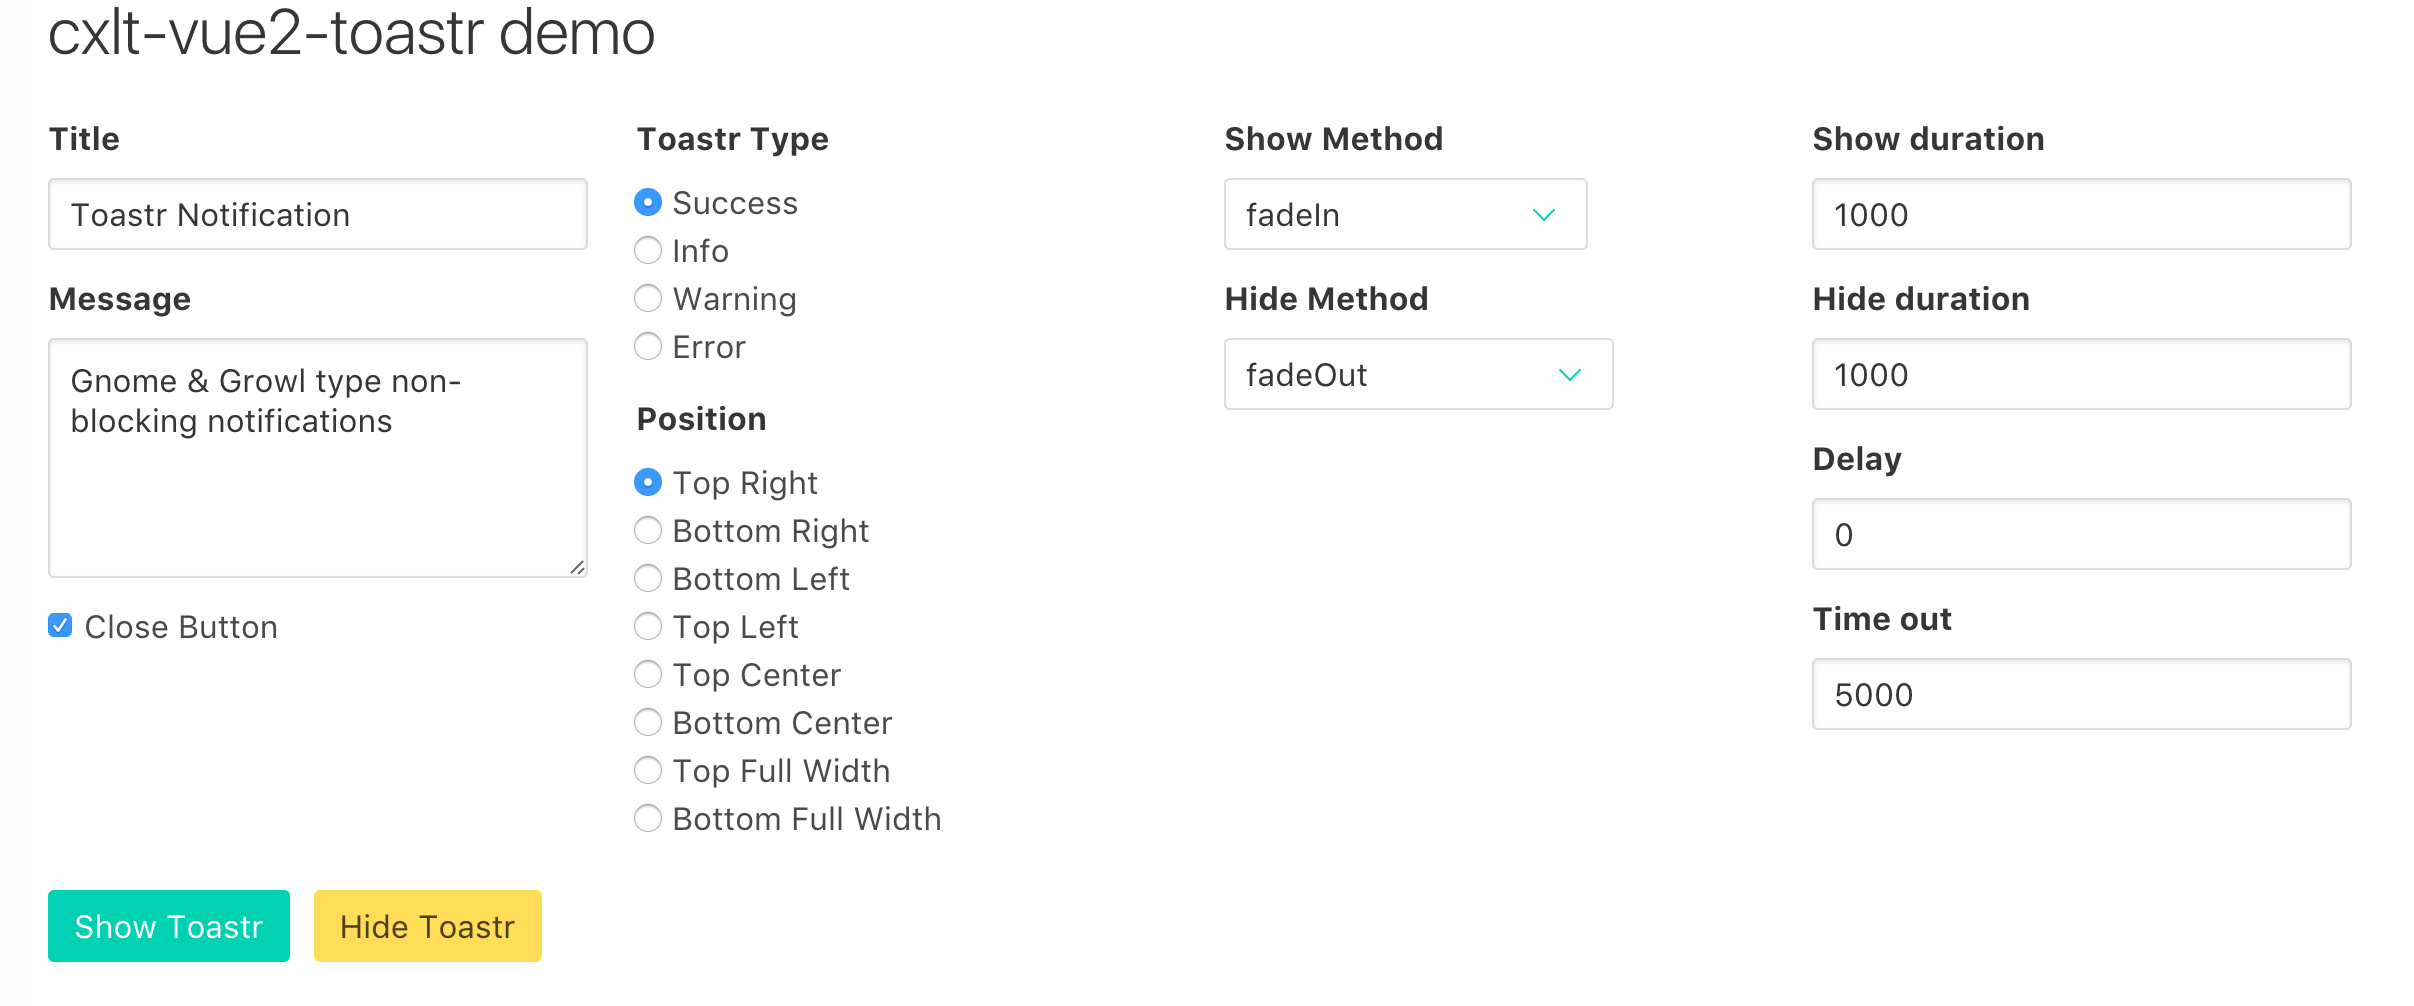 cxlt-vue2-toastr demo
Title
Toastr Notification
Message
Gnome & Growl type non-
blocking notifications
Close Button
Toastr Type
Success
Info
Warning
Error
Position
Top Right
Bottom Right
Bottom Left
Top Left
Top Center
Bottom Center
Top Full Width
Bottom Full Width
Show Method
fadeIn
Hide Method
fadeOut
Show duration
1000
Hide duration
1000
Delay
0
Time out
5000
Show Toastr
Hide Toastr